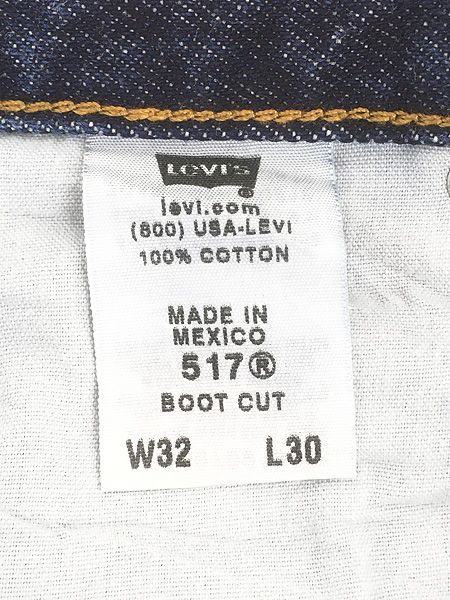 LEVI'S
®
levi.com
(800) USA-LEVI
100% COTTON
MADE IN
MEXICO
517®
BOOT CUT
W32 L30